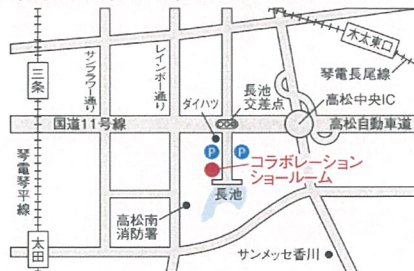 木太東口
サンフラワー通り
レインボー通り
琴電長尾線
三条
長池
交差点
高松中央IC
ダイハツ
国道11号線
高松自動車道
P
P
コラボレーション
ショールーム
琴電琴平線
長池
高松南
消防署
太田
サンメッセ香川